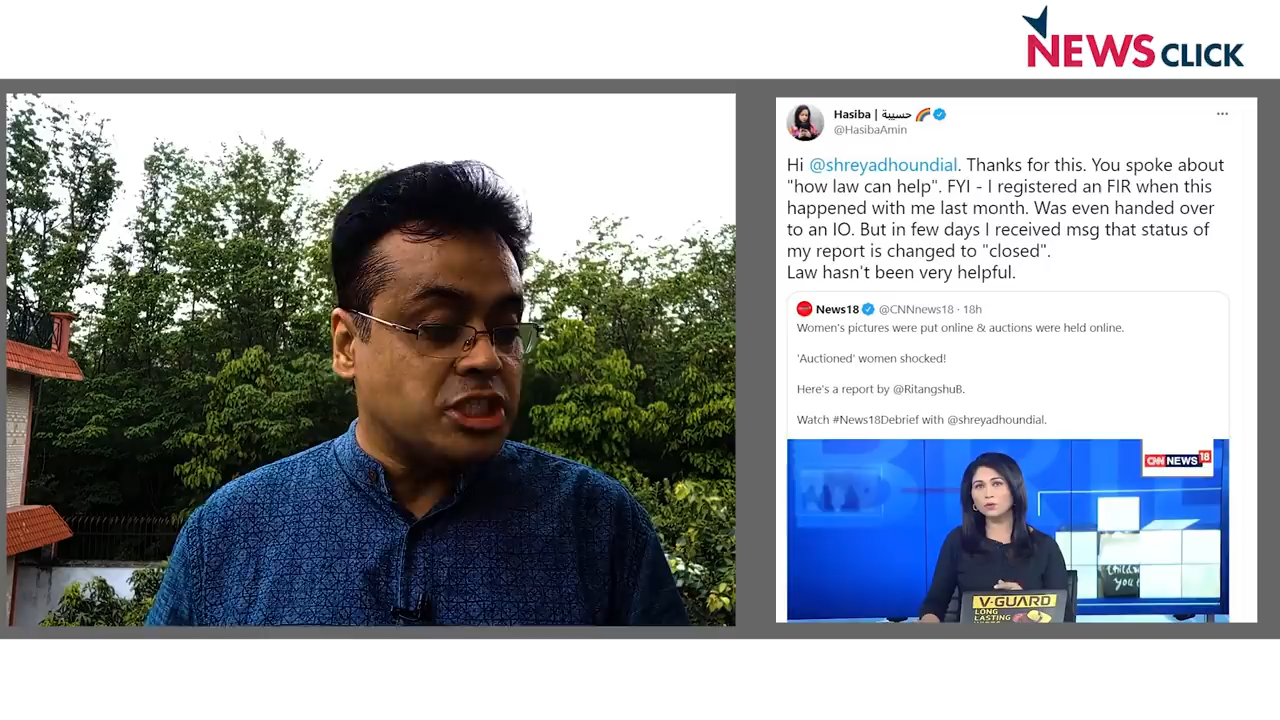 NEWSCLICK
Hasiba | حسيبة 🌈
@HasibaAmin
Hi @shreyadhoundial. Thanks for this. You spoke about
"how law can help". FYI - I registered an FIR when this
happened with me last month. Was even handed over
to an IO. But in few days I received msg that status of
my report is changed to "closed".
Law hasn't been very helpful.
News18 @CNNnews18 · 18h
Women's pictures were put online & auctions were held online.
'Auctioned' women shocked!
Here's a report by @RitangshuB.
Watch #News18Debrief with @shreyadhoundial.
CNN NEWS 18
V-GUARD
LONG
LASTING